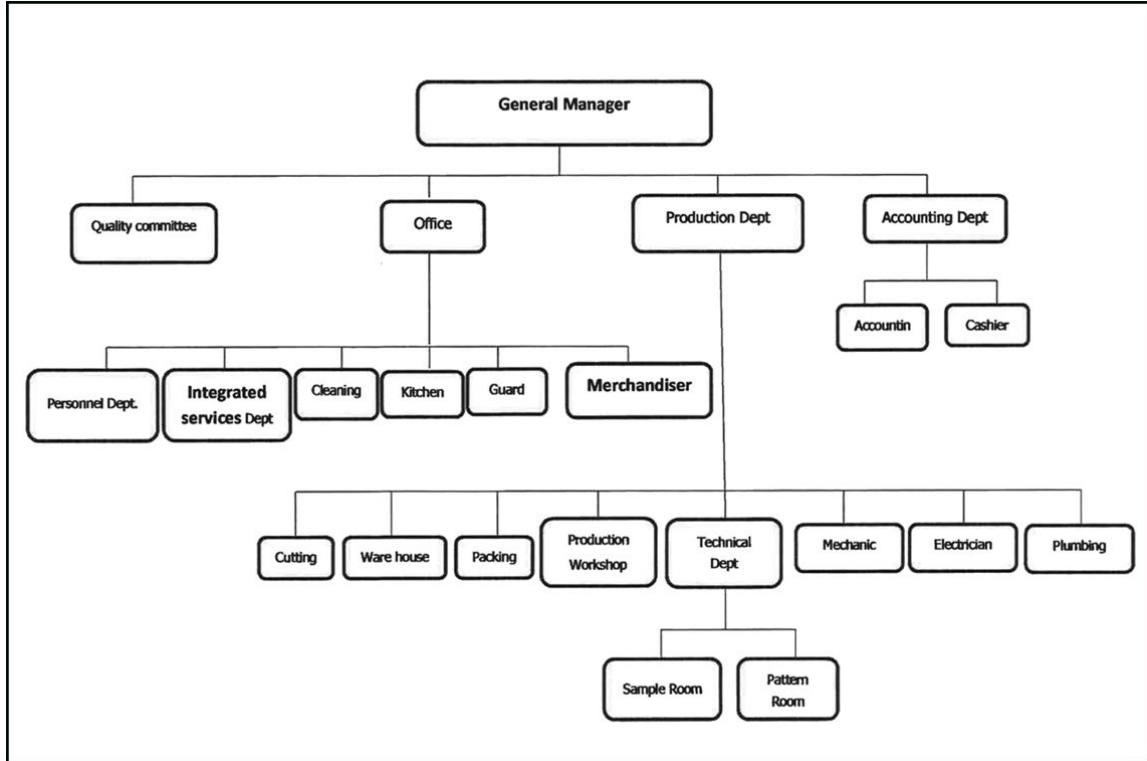 General Manager
Quality committee
Office
Production Dept
Accounting Dept
Accountin
Cashier
Personnel Dept.
Integrated
services Dept
Cleaning
Kitchen
Guard
Merchandiser
Cutting
Ware house
Packing
Production
Workshop
Technical
Dept
Mechanic
Electrician
Plumbing
Sample Room
Pattern
Room